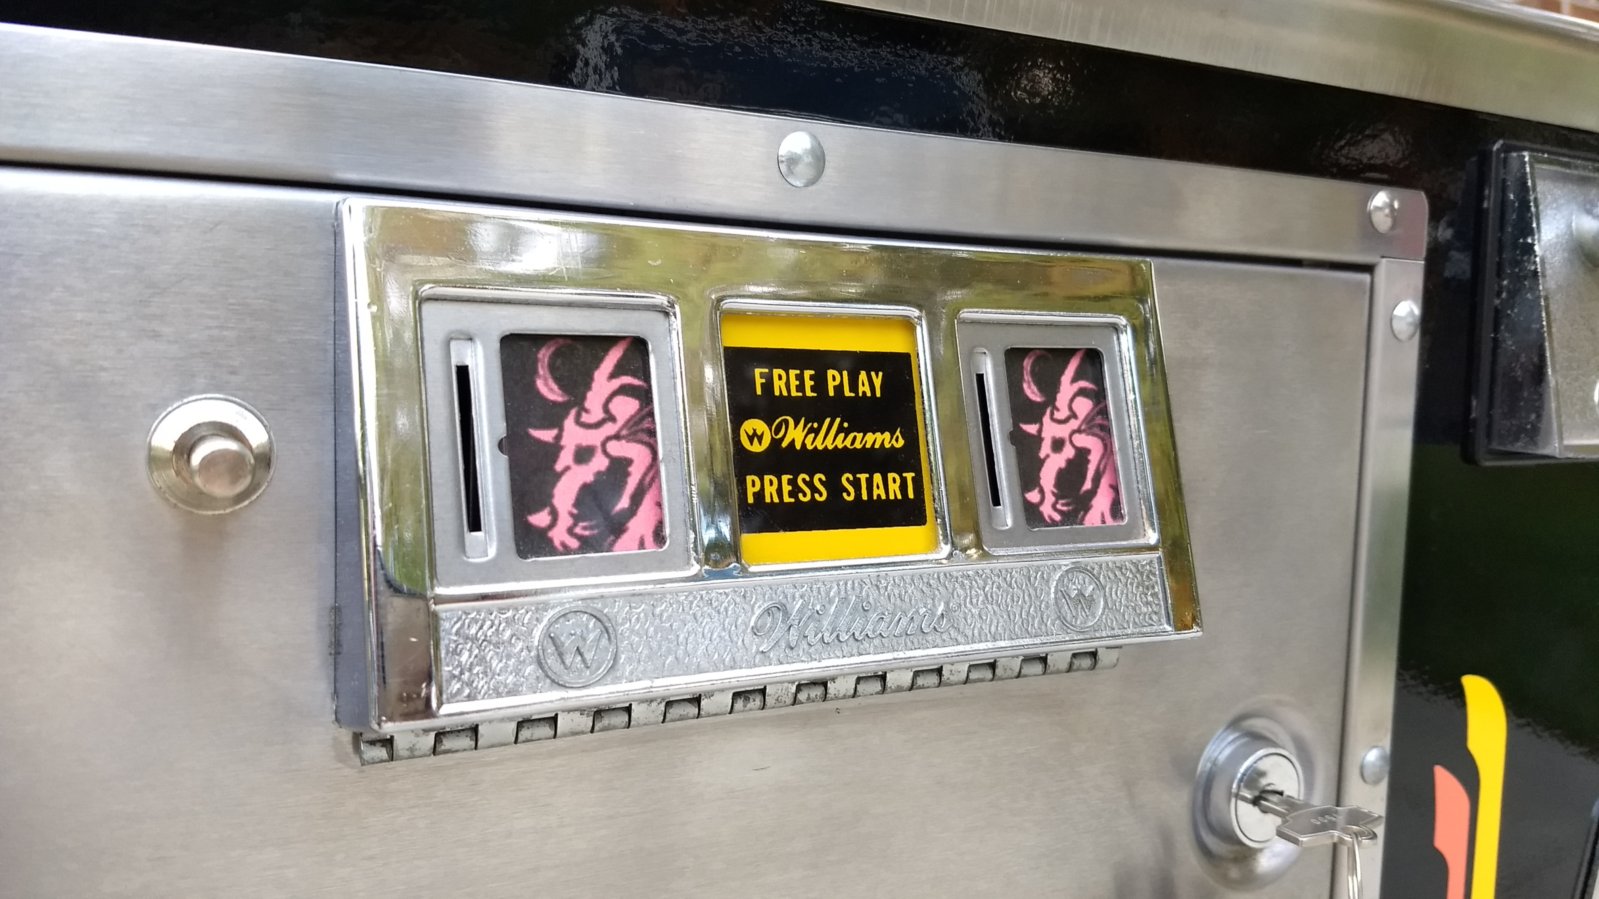 FREE PLAY
W Williams
PRESS START
W Williams W